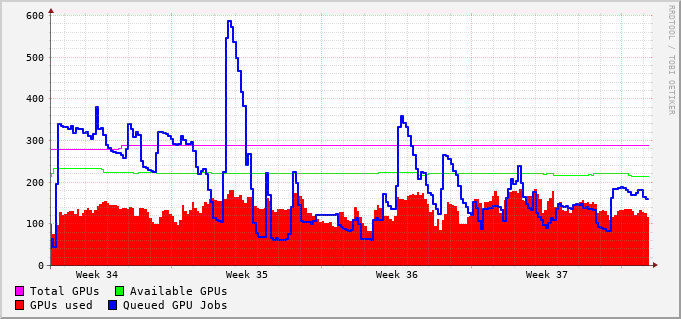 600
500
400
300
200
100
0
Week 34 Week 35 Week 36 Week 37
Total GPUs Available GPUs
GPUs used Queued GPU Jobs
RRDTOOL / TOBI OETIKER